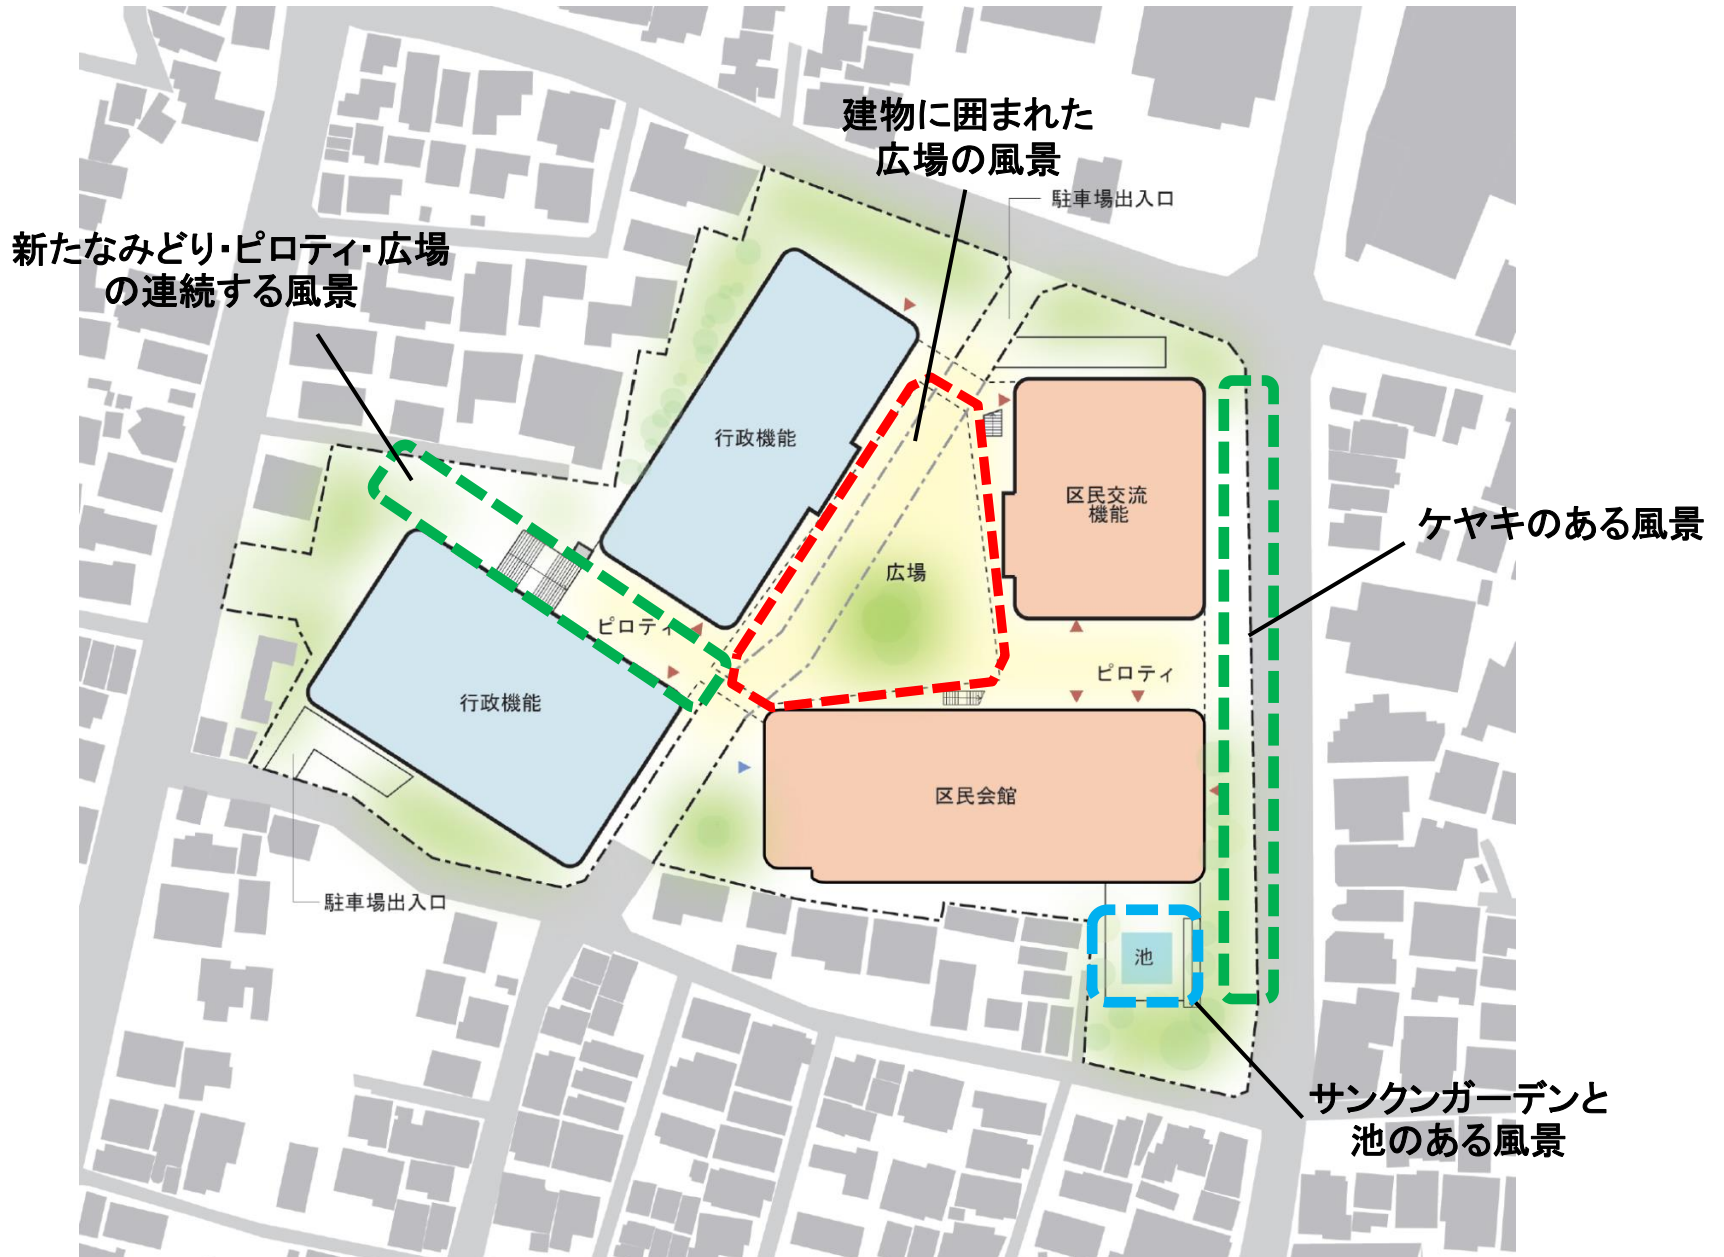 建物に囲まれた
広場の風景
駐車場出入口
新たなみどり・ピロティ・広場
の連続する風景
行政機能
区民交流
機能
ケヤキのある風景
広場
ピロティ
ピロティ
行政機能
区民会館
駐車場出入口
池
サンクンガーデンと
池のある風景